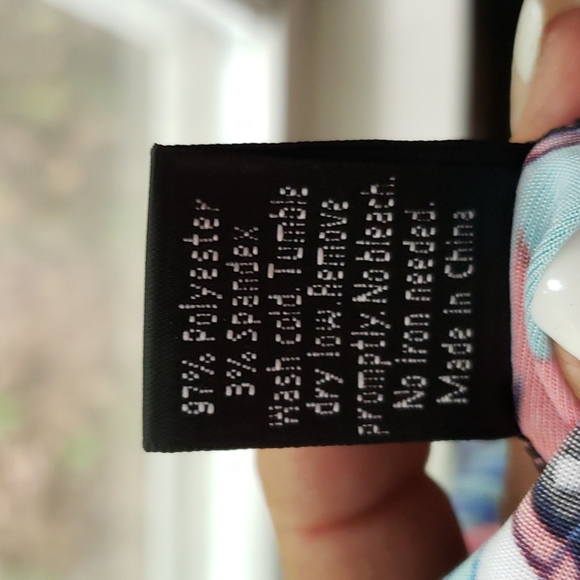 97% Polyester
3% Spandex
Wash cold. Tumble
dry low. Remove
promptly. No bleach.
No iron needed.
Made in China